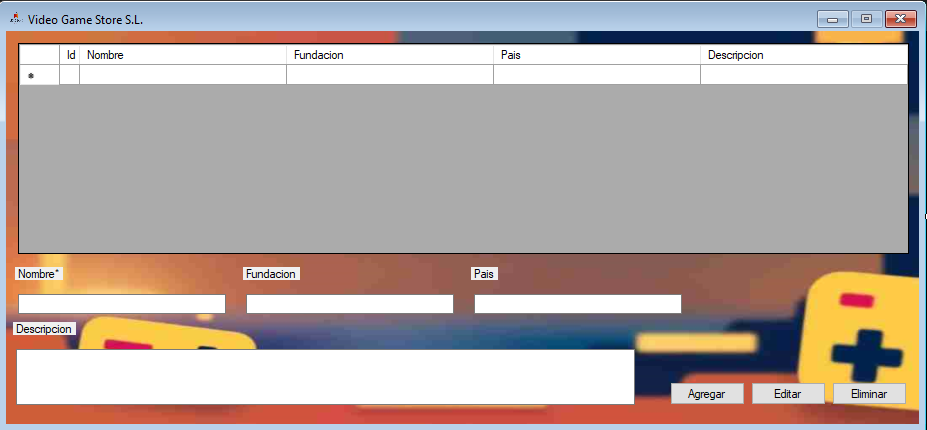 Video Game Store S.L.
Id Nombre Fundacion Pais Descripcion
*
Nombre* Fundacion Pais
Descripcion
Agregar Editar Eliminar